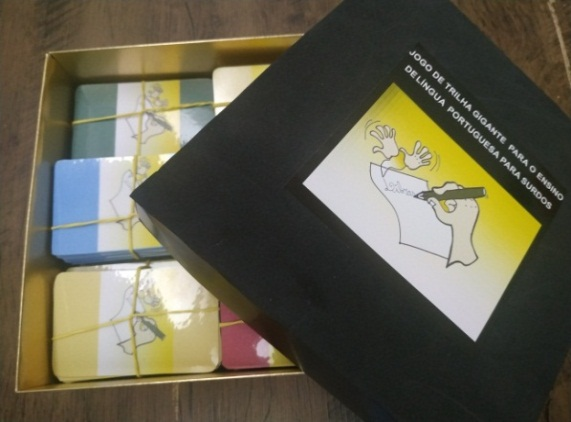 JOGO DE TRILHA GIGANTE PARA O ENSINO
DE LÍNGUA PORTUGUESA PARA SURDOS